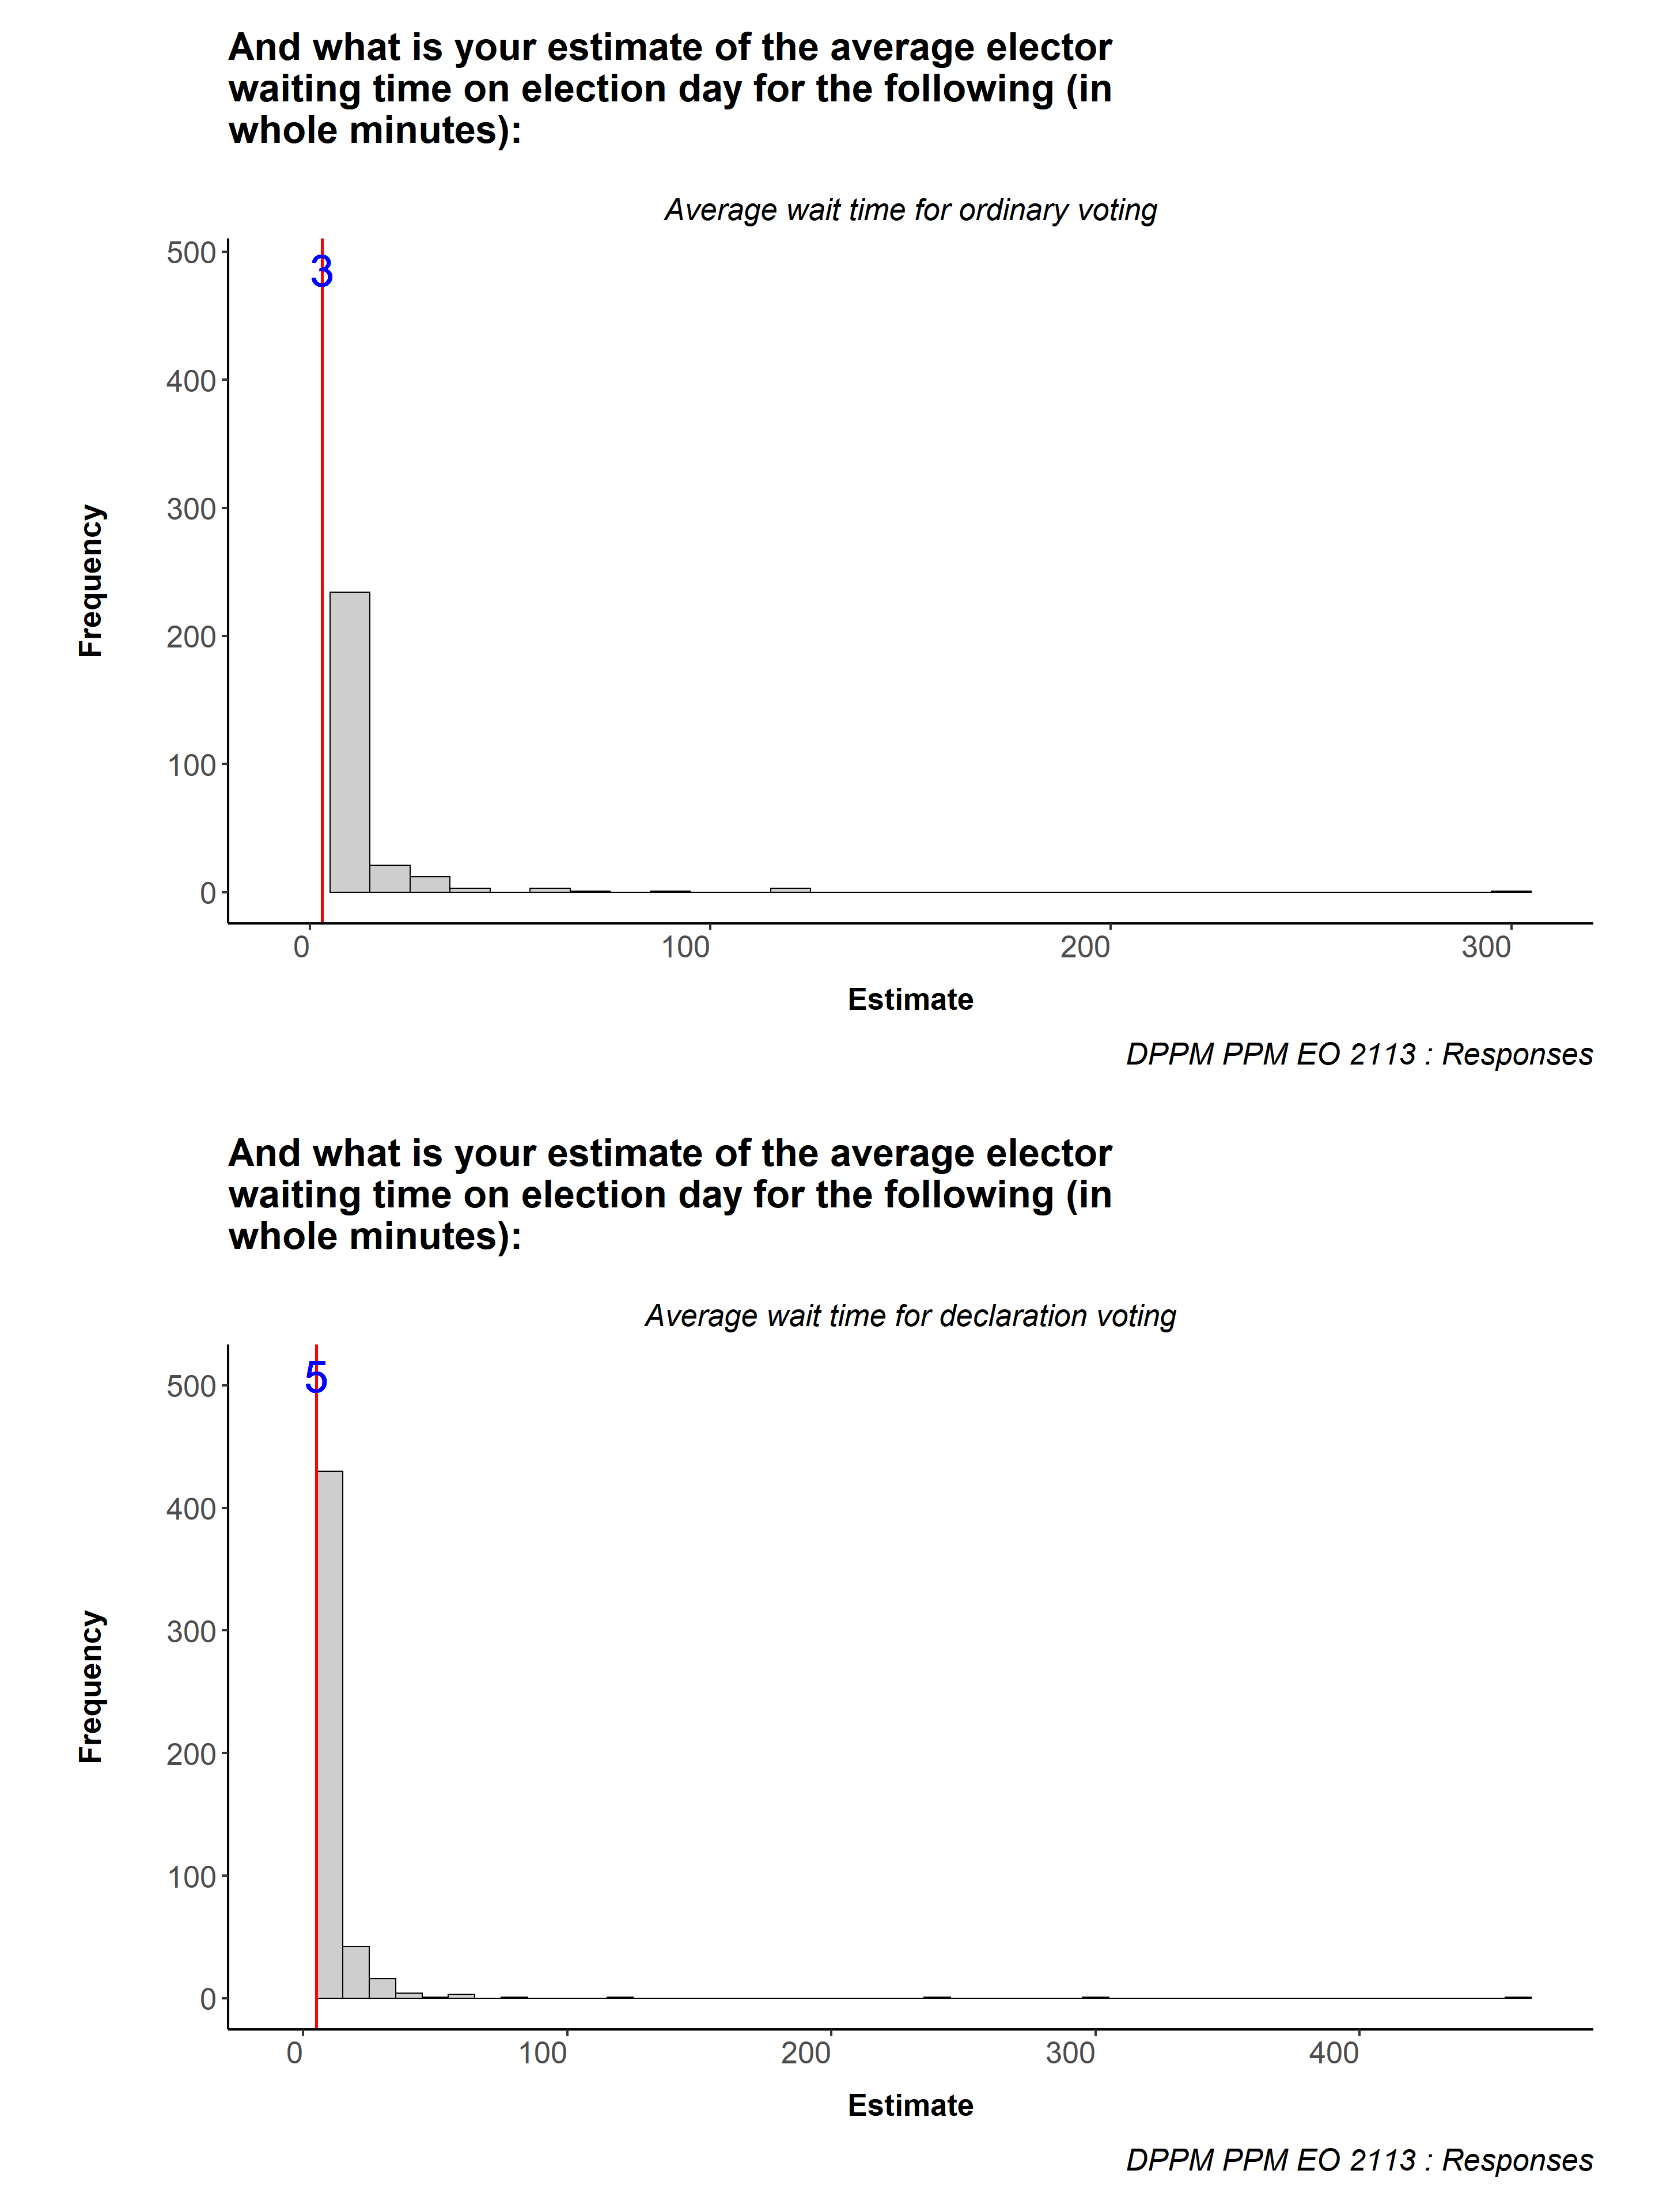 And what is your estimate of the average elector
waiting time on election day for the following (in
whole minutes):
Average wait time for ordinary voting
500
3
400
300
Frequency
200
100
0
0 100 200 300
Estimate
DPPM PPM EO 2113 : Responses
And what is your estimate of the average elector
waiting time on election day for the following (in
whole minutes):
Average wait time for declaration voting
5
500
400
300
Frequency
200
100
0
0 100 200 300 400
Estimate
DPPM PPM EO 2113 : Responses